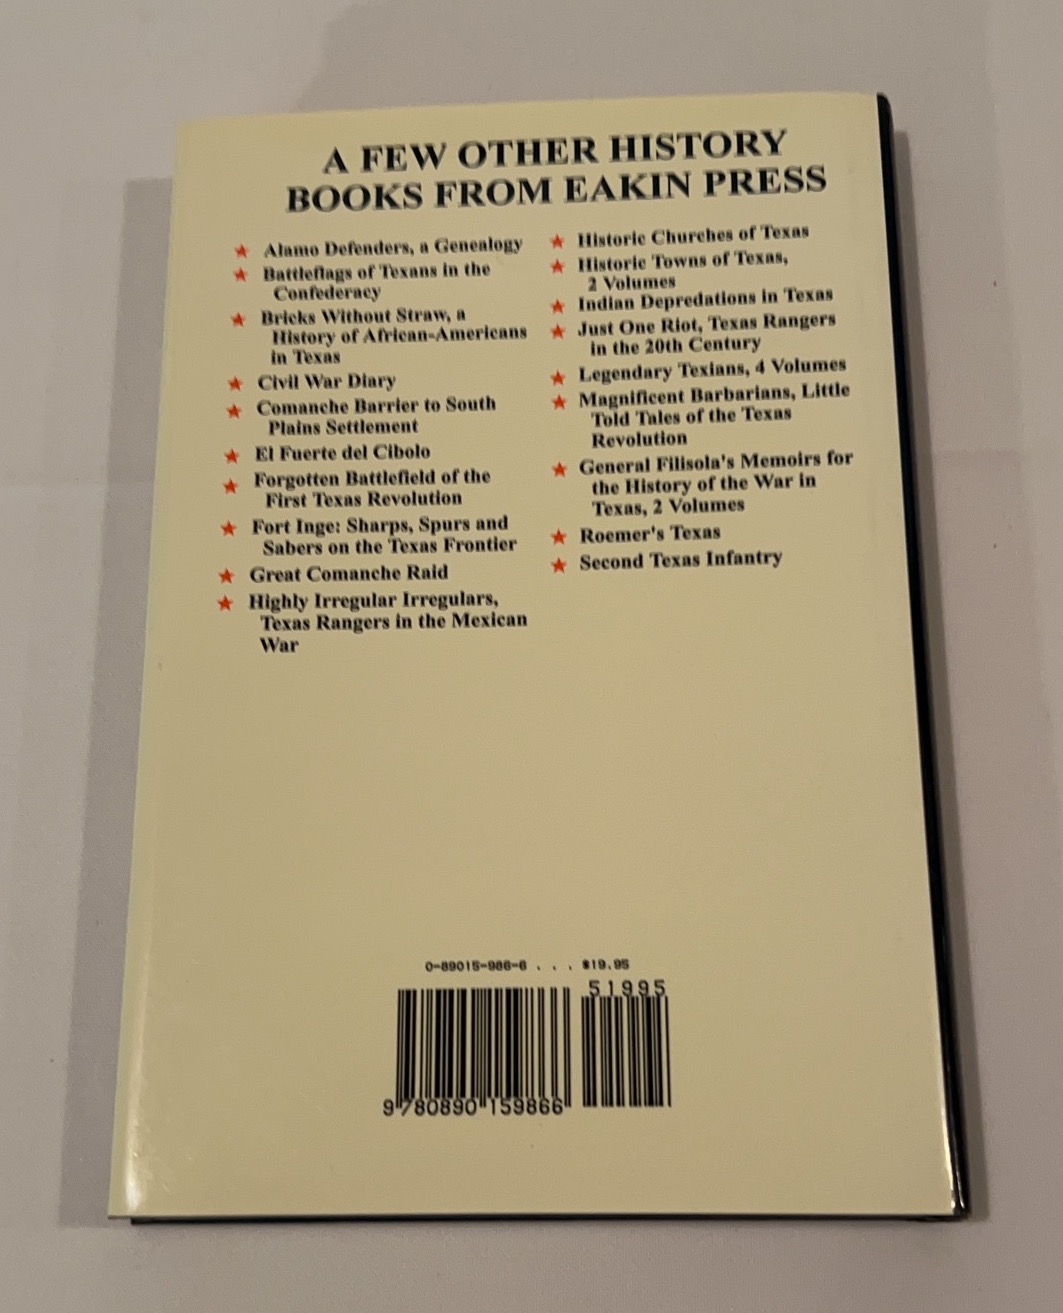 A FEW OTHER HISTORY
BOOKS FROM EAKIN PRESS
Alamo Defenders, a Genealogy
Battleflags of Texans in the
Confederacy
Bricks Without Straw, a
History of African-Americans
in Texas
Civil War Diary
Comanche Barrier to South
Plains Settlement
El Fuerte del Cibolo
Forgotten Battlefield of the
First Texas Revolution
Fort Inge: Sharps, Spurs and
Sabers on the Texas Frontier
Great Comanche Raid
Highly Irregular Irregulars,
Texas Rangers in the Mexican
War
Historic Churches of Texas
Historic Towns of Texas,
2 Volumes
Indian Depredations in Texas
Just One Riot, Texas Rangers
in the 20th Century
Legendary Texians, 4 Volumes
Magnificent Barbarians, Little
Told Tales of the Texas
Revolution
General Filisola's Memoirs for
the History of the War in
Texas, 2 Volumes
Roemer's Texas
Second Texas Infantry
0-89015-986-6 . . . $19.95
51995
9 780890 159866